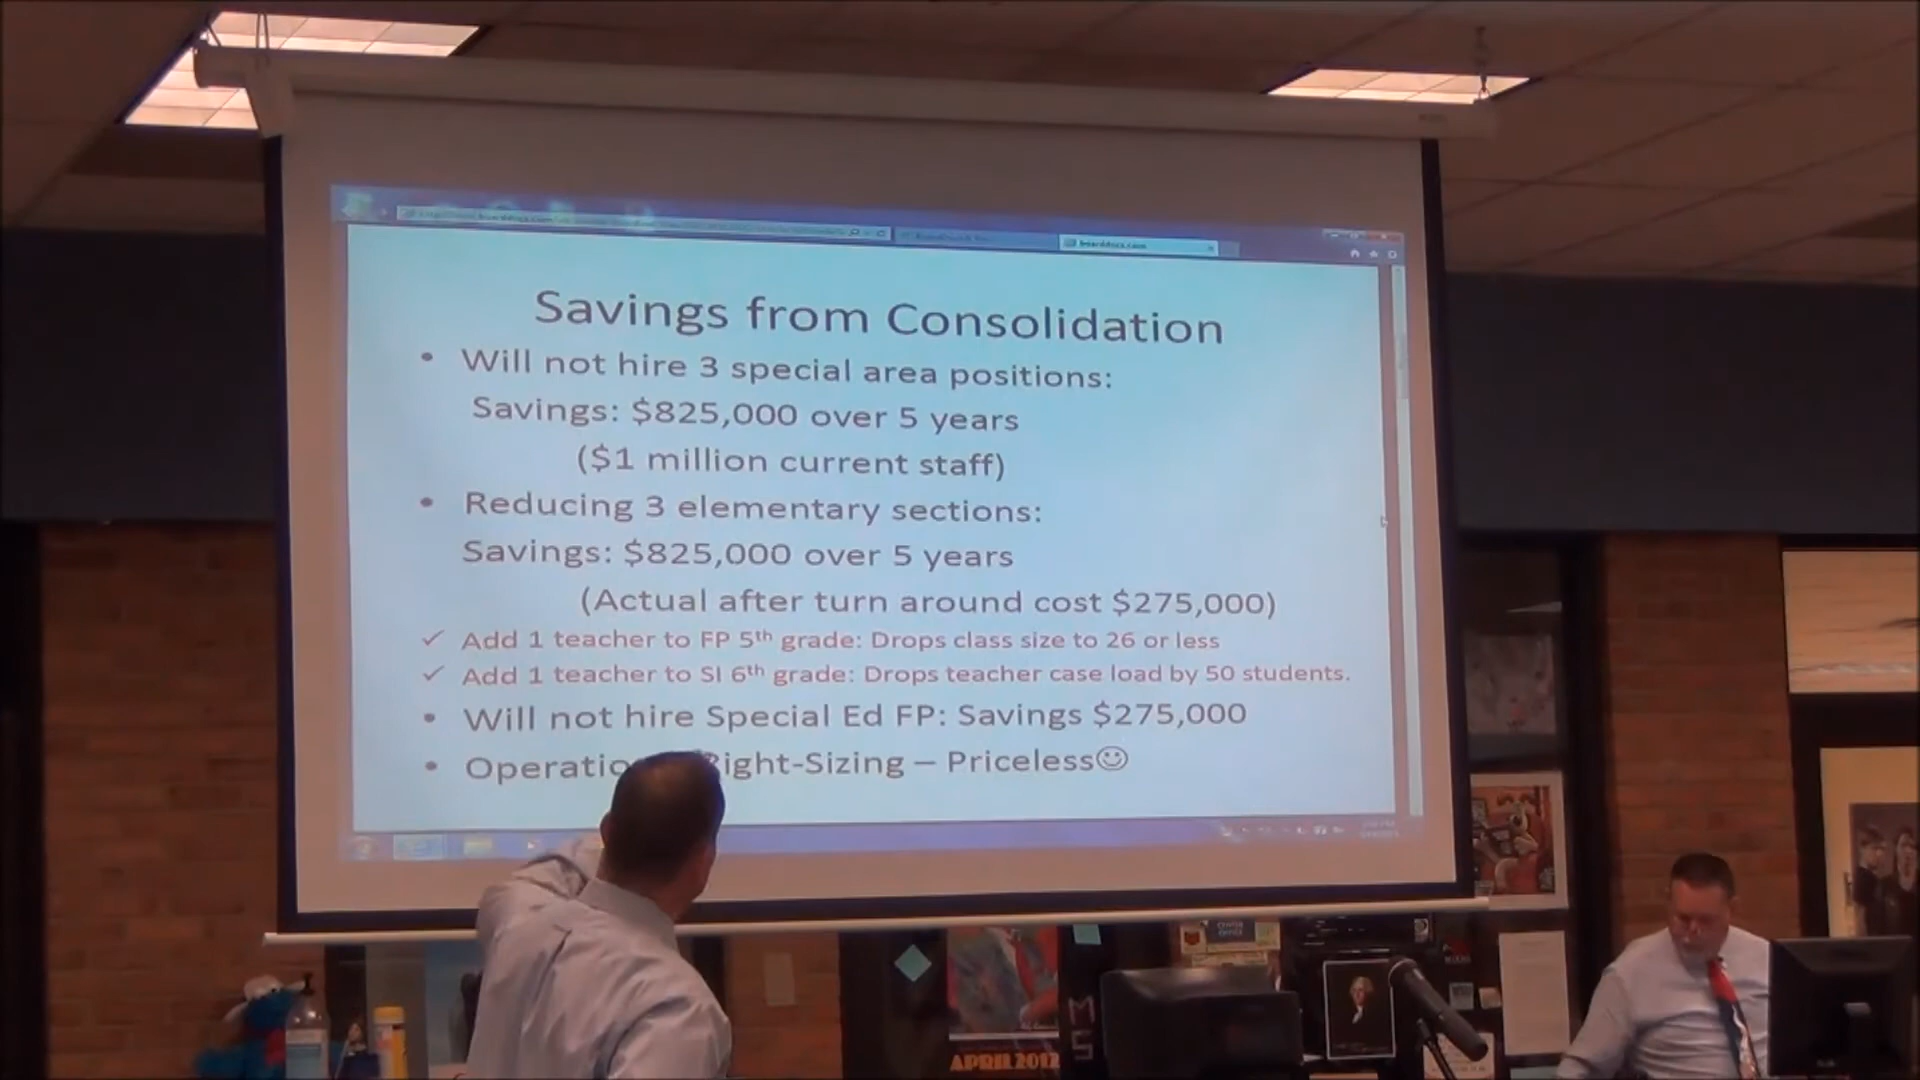 boarddocs.com
Savings from Consolidation
• Will not hire 3 special area positions:
Savings: $825,000 over 5 years
($1 million current staff)
• Reducing 3 elementary sections:
Savings: $825,000 over 5 years
(Actual after turn around cost $275,000)
✓ Add 1 teacher to FP 5th grade: Drops class size to 26 or less
✓ Add 1 teacher to SI 6th grade: Drops teacher case load by 50 students.
• Will not hire Special Ed FP: Savings $275,000
• Operatio Right-Sizing – Priceless☺
APRIL 2012
MS